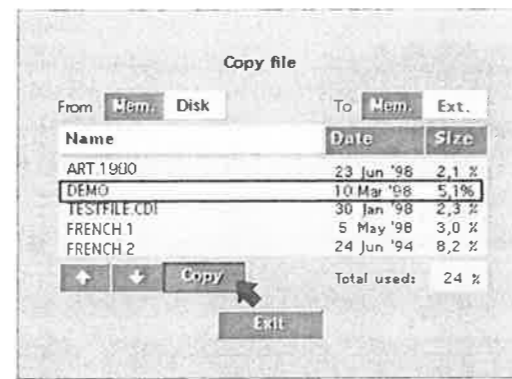 Copy file
From Mem. Disk To Mem. Ext.
Name Date Size
ART 1980 23 Jun '98 2,1 %
DEMO 10 Mar '98 5,1%
TESTFILE.CDI 30 Jan '98 2,3 %
FRENCH 1 5 May '98 3,0 %
FRENCH 2 24 Jun '94 8,2 %
Copy Total used: 24 %
Exit